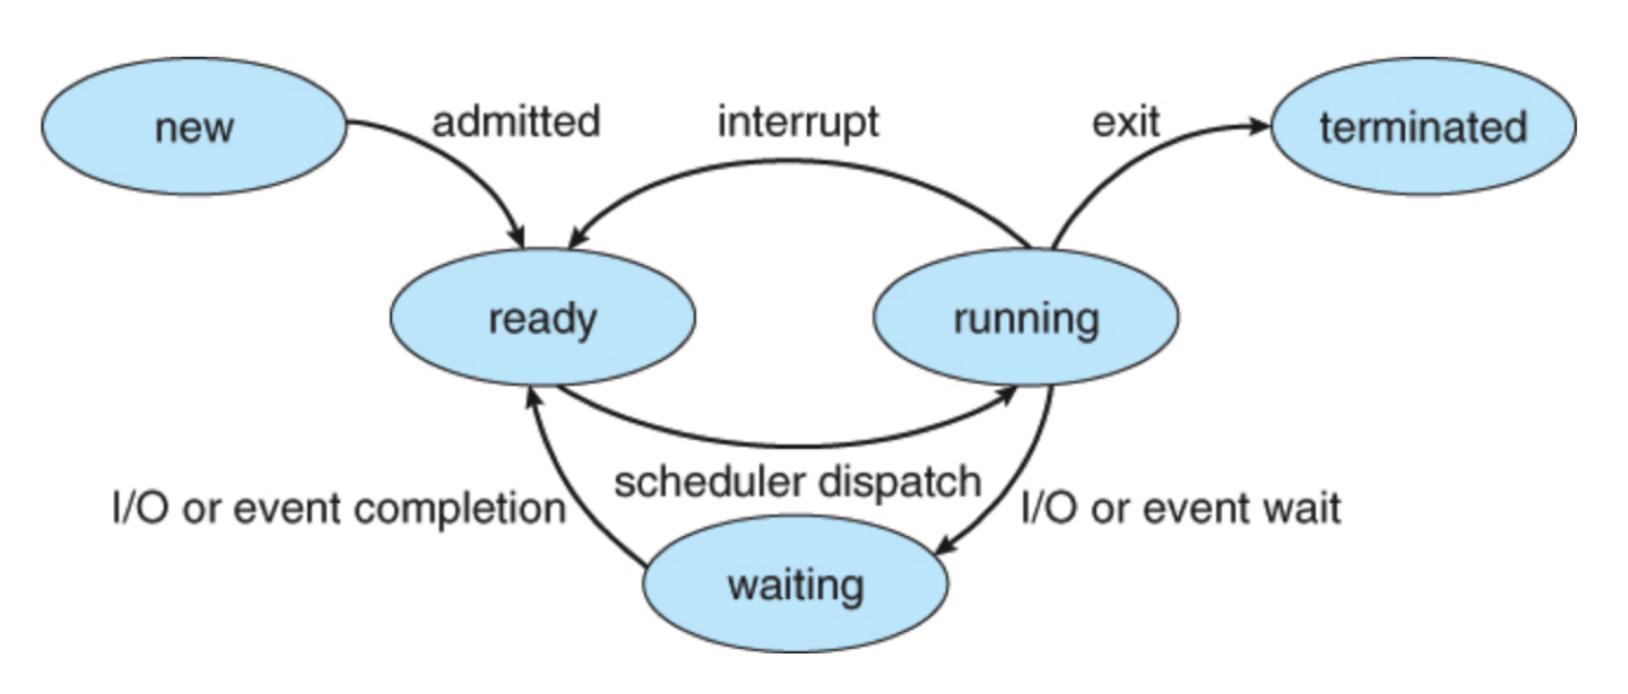 new
admitted
interrupt
exit
terminated
ready
running
scheduler dispatch
I/O or event completion
I/O or event wait
waiting